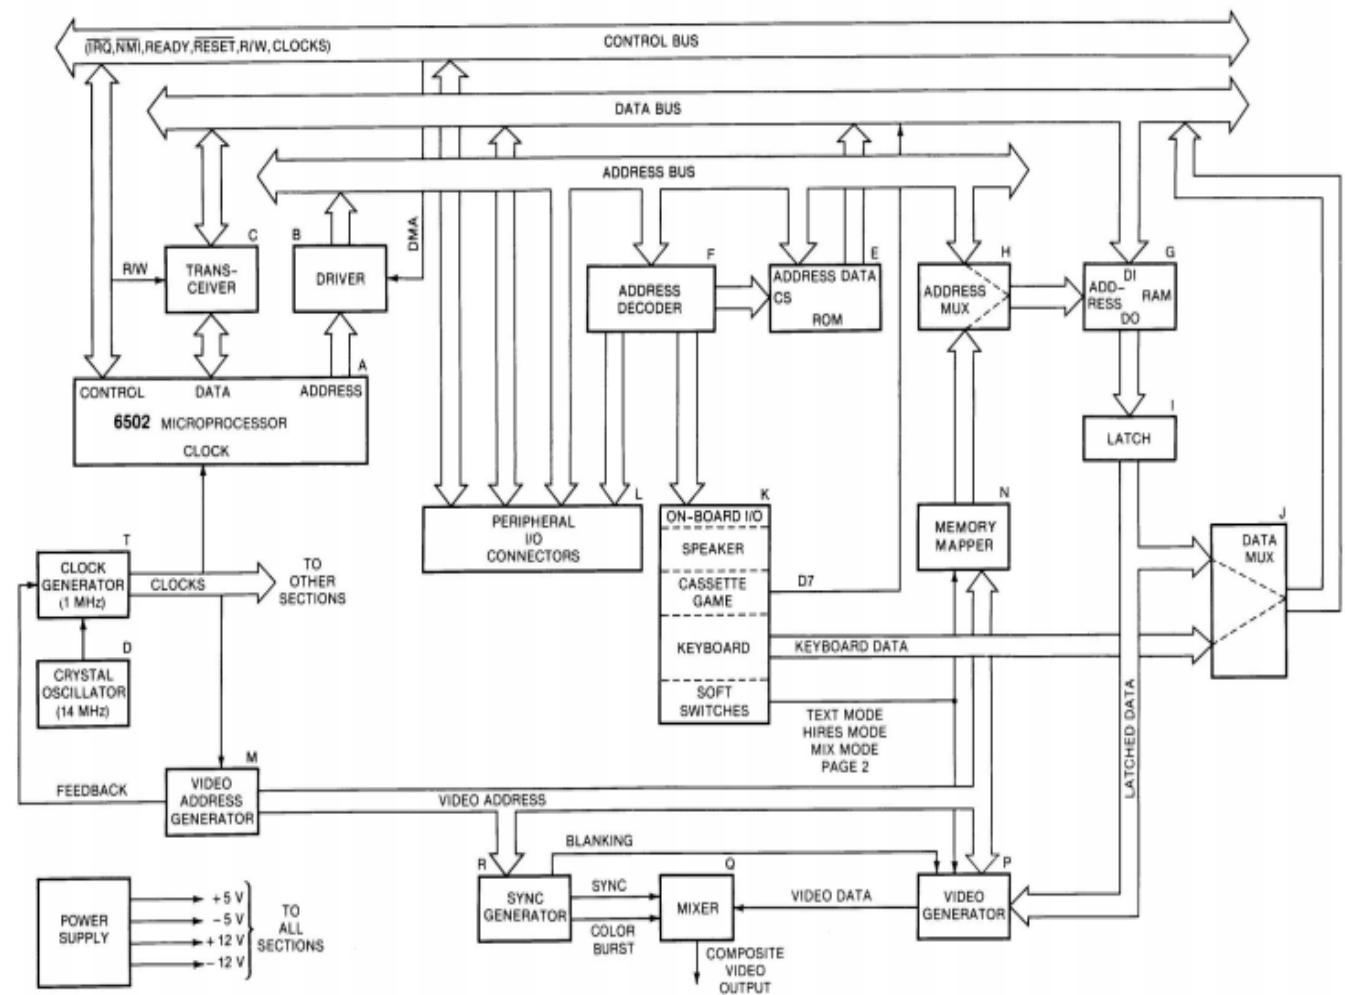 (IRQ,NMI,READY,RESET,R/W,CLOCKS)
CONTROL BUS
DATA BUS
ADDRESS BUS
DMA
C
B
R/W
TRANS-
CEIVER
DRIVER
F
ADDRESS
DECODER
E
ADDRESS DATA
CS
ROM
H
ADDRESS
MUX
G
DI
ADD-
RESS
RAM
DO
A
CONTROL
DATA
ADDRESS
6502 MICROPROCESSOR
CLOCK
I
LATCH
L
PERIPHERAL
I/O
CONNECTORS
K
ON-BOARD I/O
SPEAKER
CASSETTE
GAME
KEYBOARD
SOFT
SWITCHES
D7
KEYBOARD DATA
TEXT MODE
HIRES MODE
MIX MODE
PAGE 2
N
MEMORY
MAPPER
J
DATA
MUX
T
CLOCK
GENERATOR
(1 MHz)
CLOCKS
TO
OTHER
SECTIONS
D
CRYSTAL
OSCILLATOR
(14 MHz)
LATCHED DATA
FEEDBACK
M
VIDEO
ADDRESS
GENERATOR
VIDEO ADDRESS
BLANKING
R
SYNC
GENERATOR
SYNC
COLOR
BURST
Q
MIXER
VIDEO DATA
P
VIDEO
GENERATOR
COMPOSITE
VIDEO
OUTPUT
POWER
SUPPLY
+5 V
-5 V
+12 V
-12 V
TO
ALL
SECTIONS